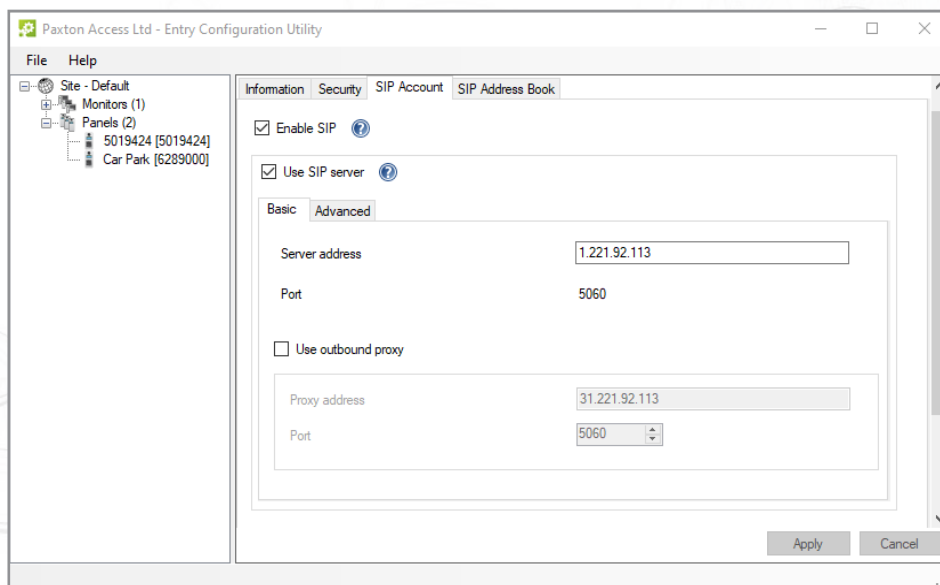 Paxton Access Ltd - Entry Configuration Utility
File Help
Site - Default
Monitors (1)
Panels (2)
5019424 [5019424]
Car Park [6289000]
Information Security SIP Account SIP Address Book
Enable SIP ?
Use SIP server ?
Basic Advanced
Server address 1.221.92.113
Port 5060
Use outbound proxy
Proxy address 31.221.92.113
Port 5060
Apply Cancel